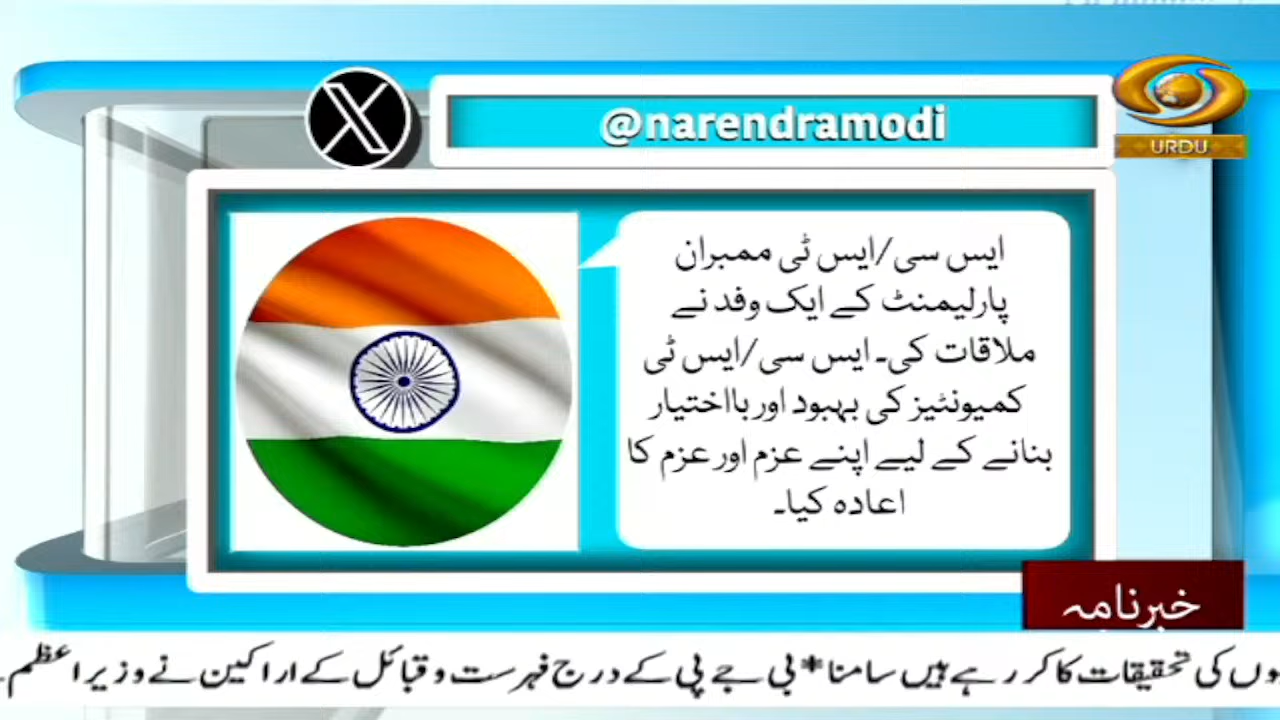 @narendramodi
URDU
ایس سی/ایس ٹی ممبران
پارلیمنٹ کے ایک وفد نے
ملاقات کی۔ ایس سی/ایس ٹی
کمیونٹیز کی بہبود اور بااختیار
بنانے کے لیے اپنے عزم اور عزم کا
اعادہ کیا۔
خبرنامہ
کی تحقیقات کا کر رہے ہیں سامنا * بی جے پی کے درج فہرست و قبائل کے اراکین نے وزیر اعظم